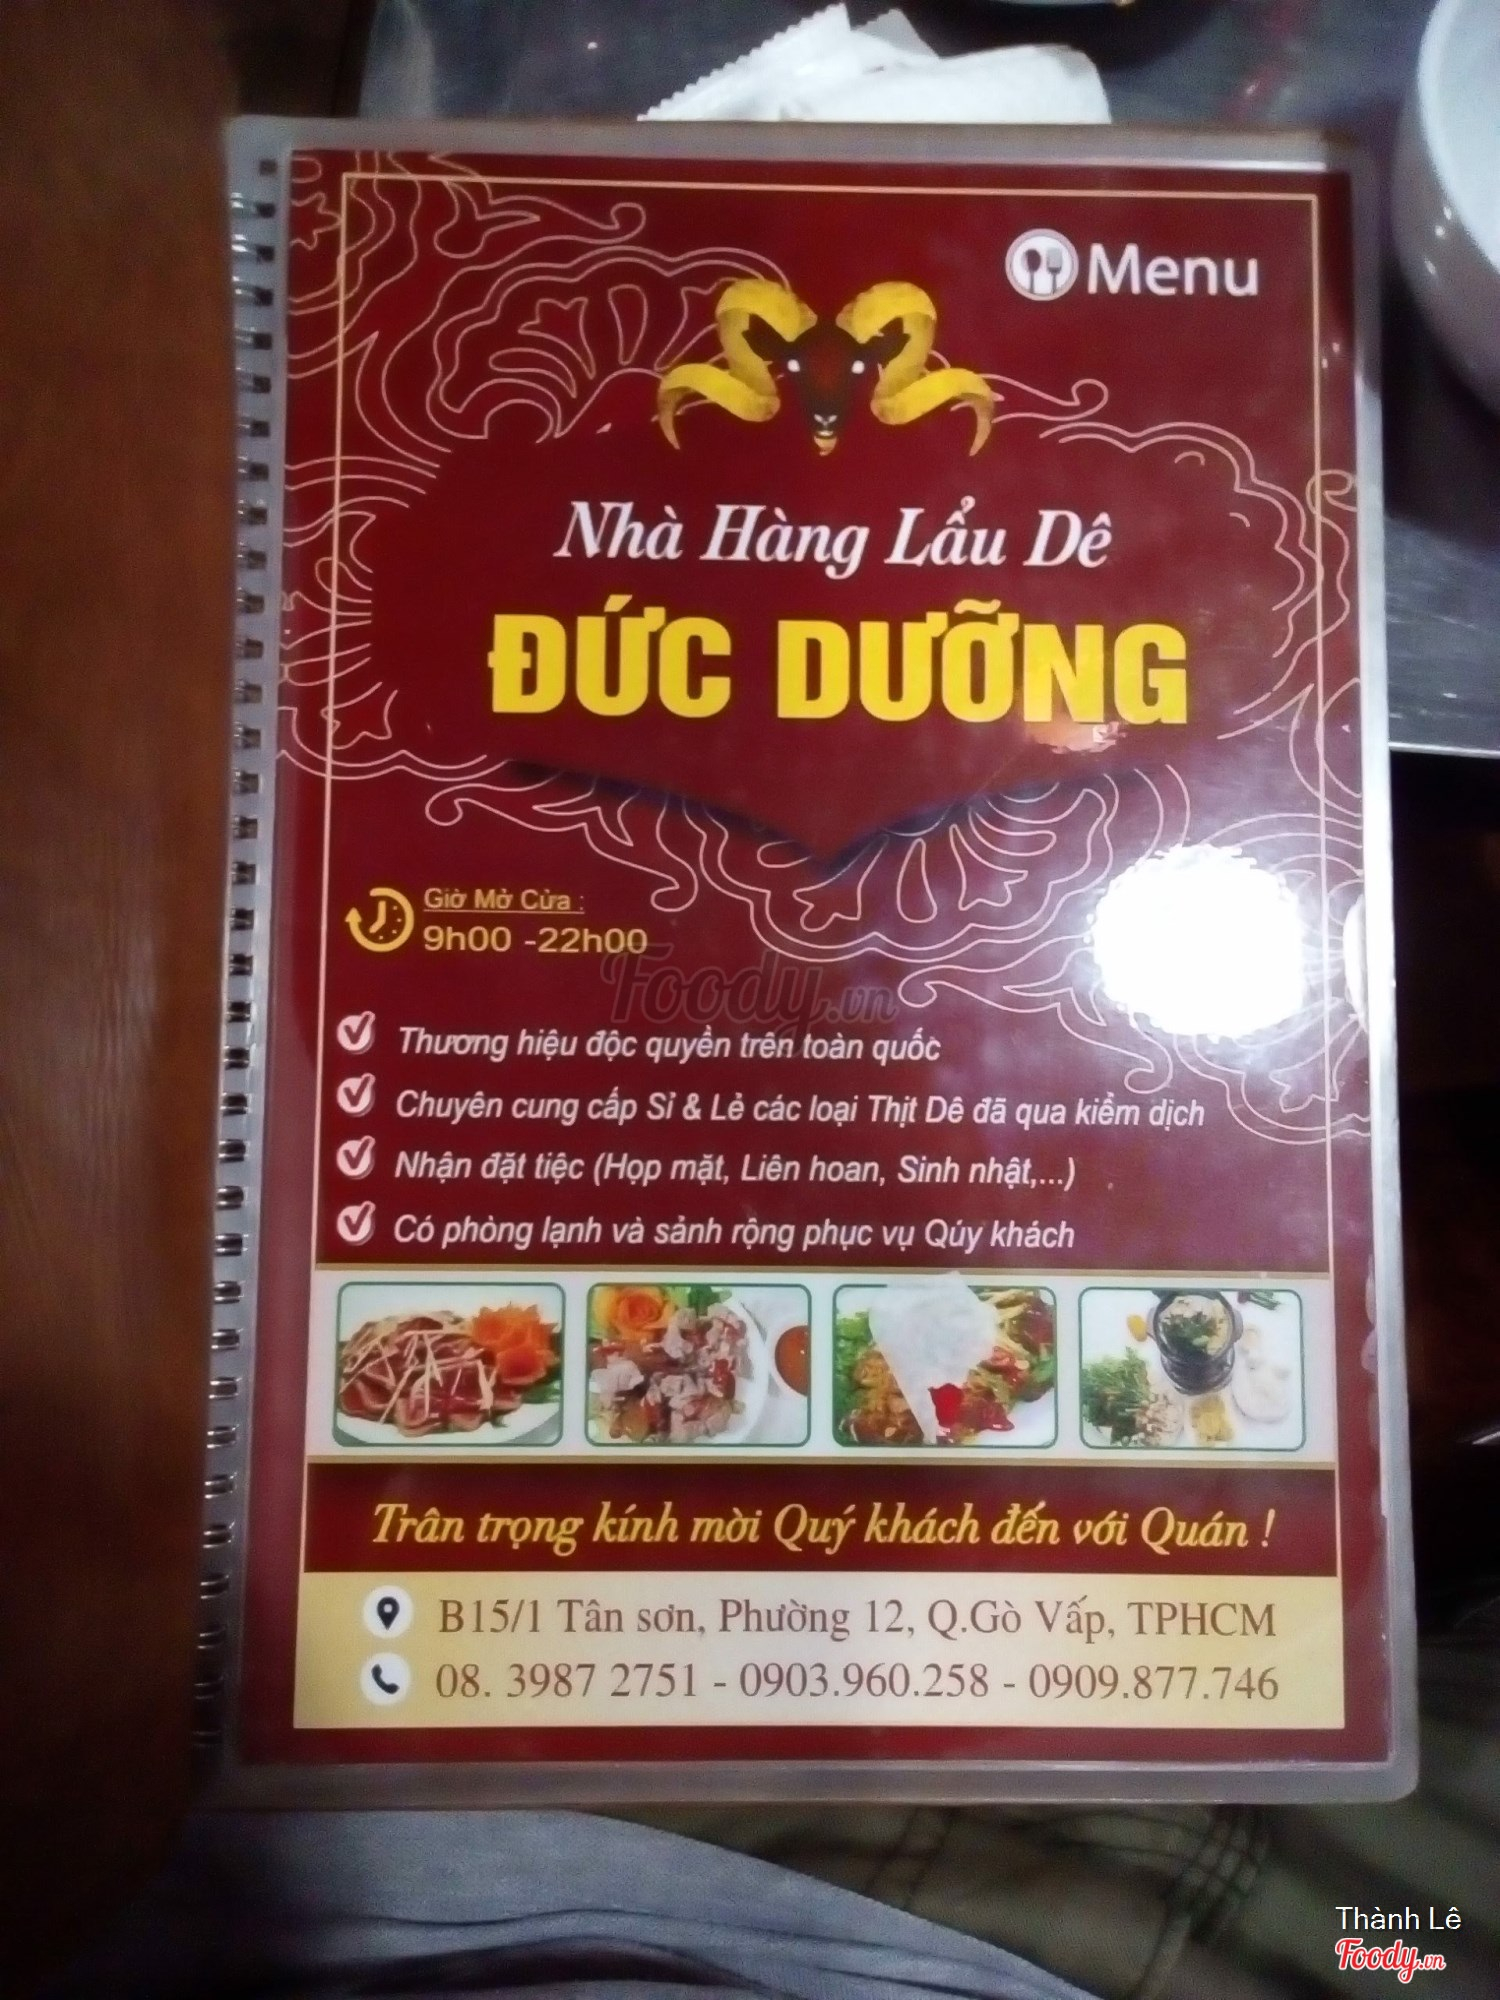 Menu
Nhà Hàng Lẩu Dê
ĐỨC DƯỠNG
Giờ Mở Cửa :
9h00 -22h00
Foody.vn
Thương hiệu độc quyền trên toàn quốc
Chuyên cung cấp Sỉ & Lẻ các loại Thịt Dê đã qua kiểm dịch
Nhận đặt tiệc (Họp mặt, Liên hoan, Sinh nhật,...)
Có phòng lạnh và sảnh rộng phục vụ Qúy khách
Trân trọng kính mời Quý khách đến với Quán !
B15/1 Tân sơn, Phường 12, Q.Gò Vấp, TPHCM
08. 3987 2751 - 0903.960.258 - 0909.877.746
Thành Lê
Foody.vn